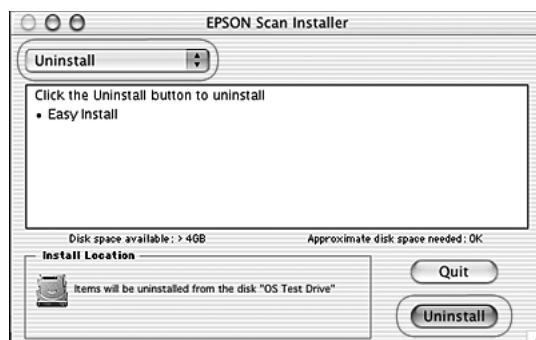 EPSON Scan Installer
Uninstall
Click the Uninstall button to uninstall
• Easy Install
Disk space available: > 4GB Approximate disk space needed: 0K
Install Location
Items will be uninstalled from the disk "OS Test Drive"
Quit
Uninstall